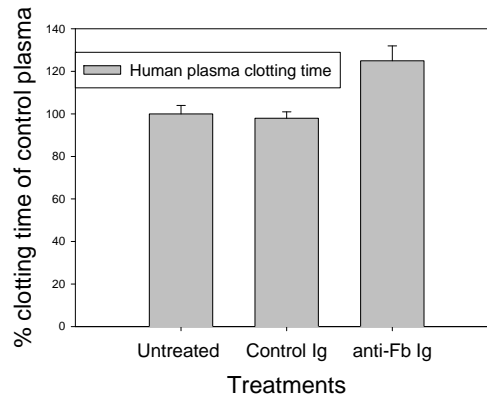 % clotting time of control plasma
140
120
100
80
60
40
20
0
Human plasma clotting time
Untreated Control Ig anti-Fb Ig
Treatments